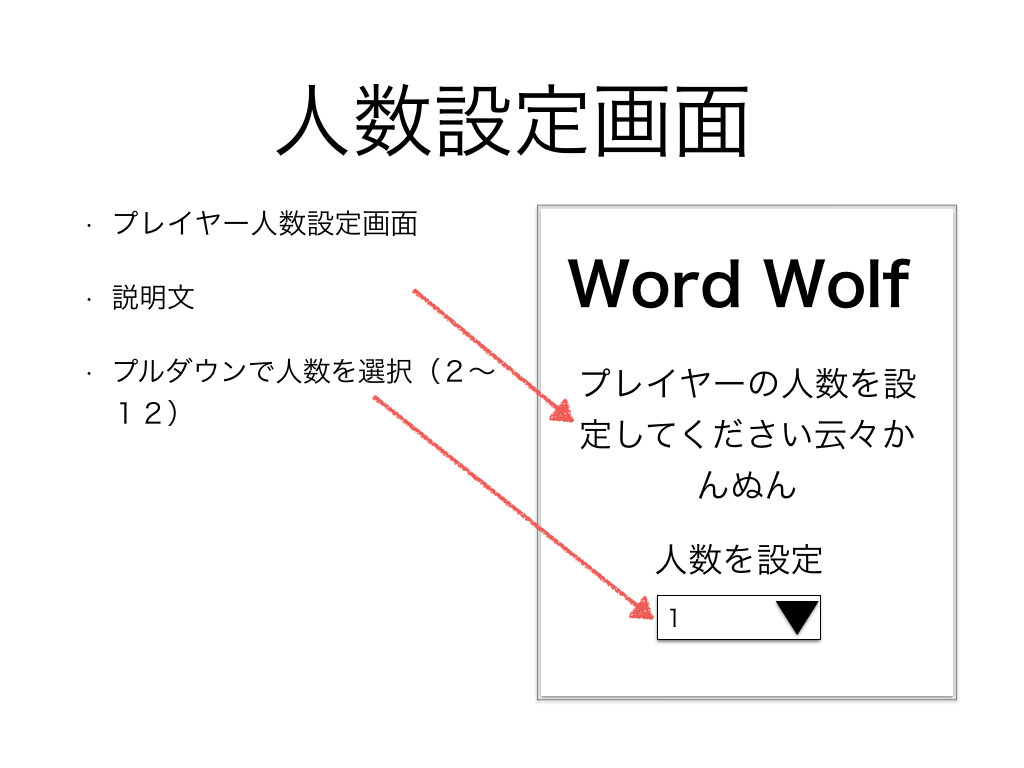 人数設定画面
・プレイヤー人数設定画面
・説明文
・プルダウンで人数を選択（２〜
１２）
Word Wolf
プレイヤーの人数を設
定してください云々か
んぬん
人数を設定
1